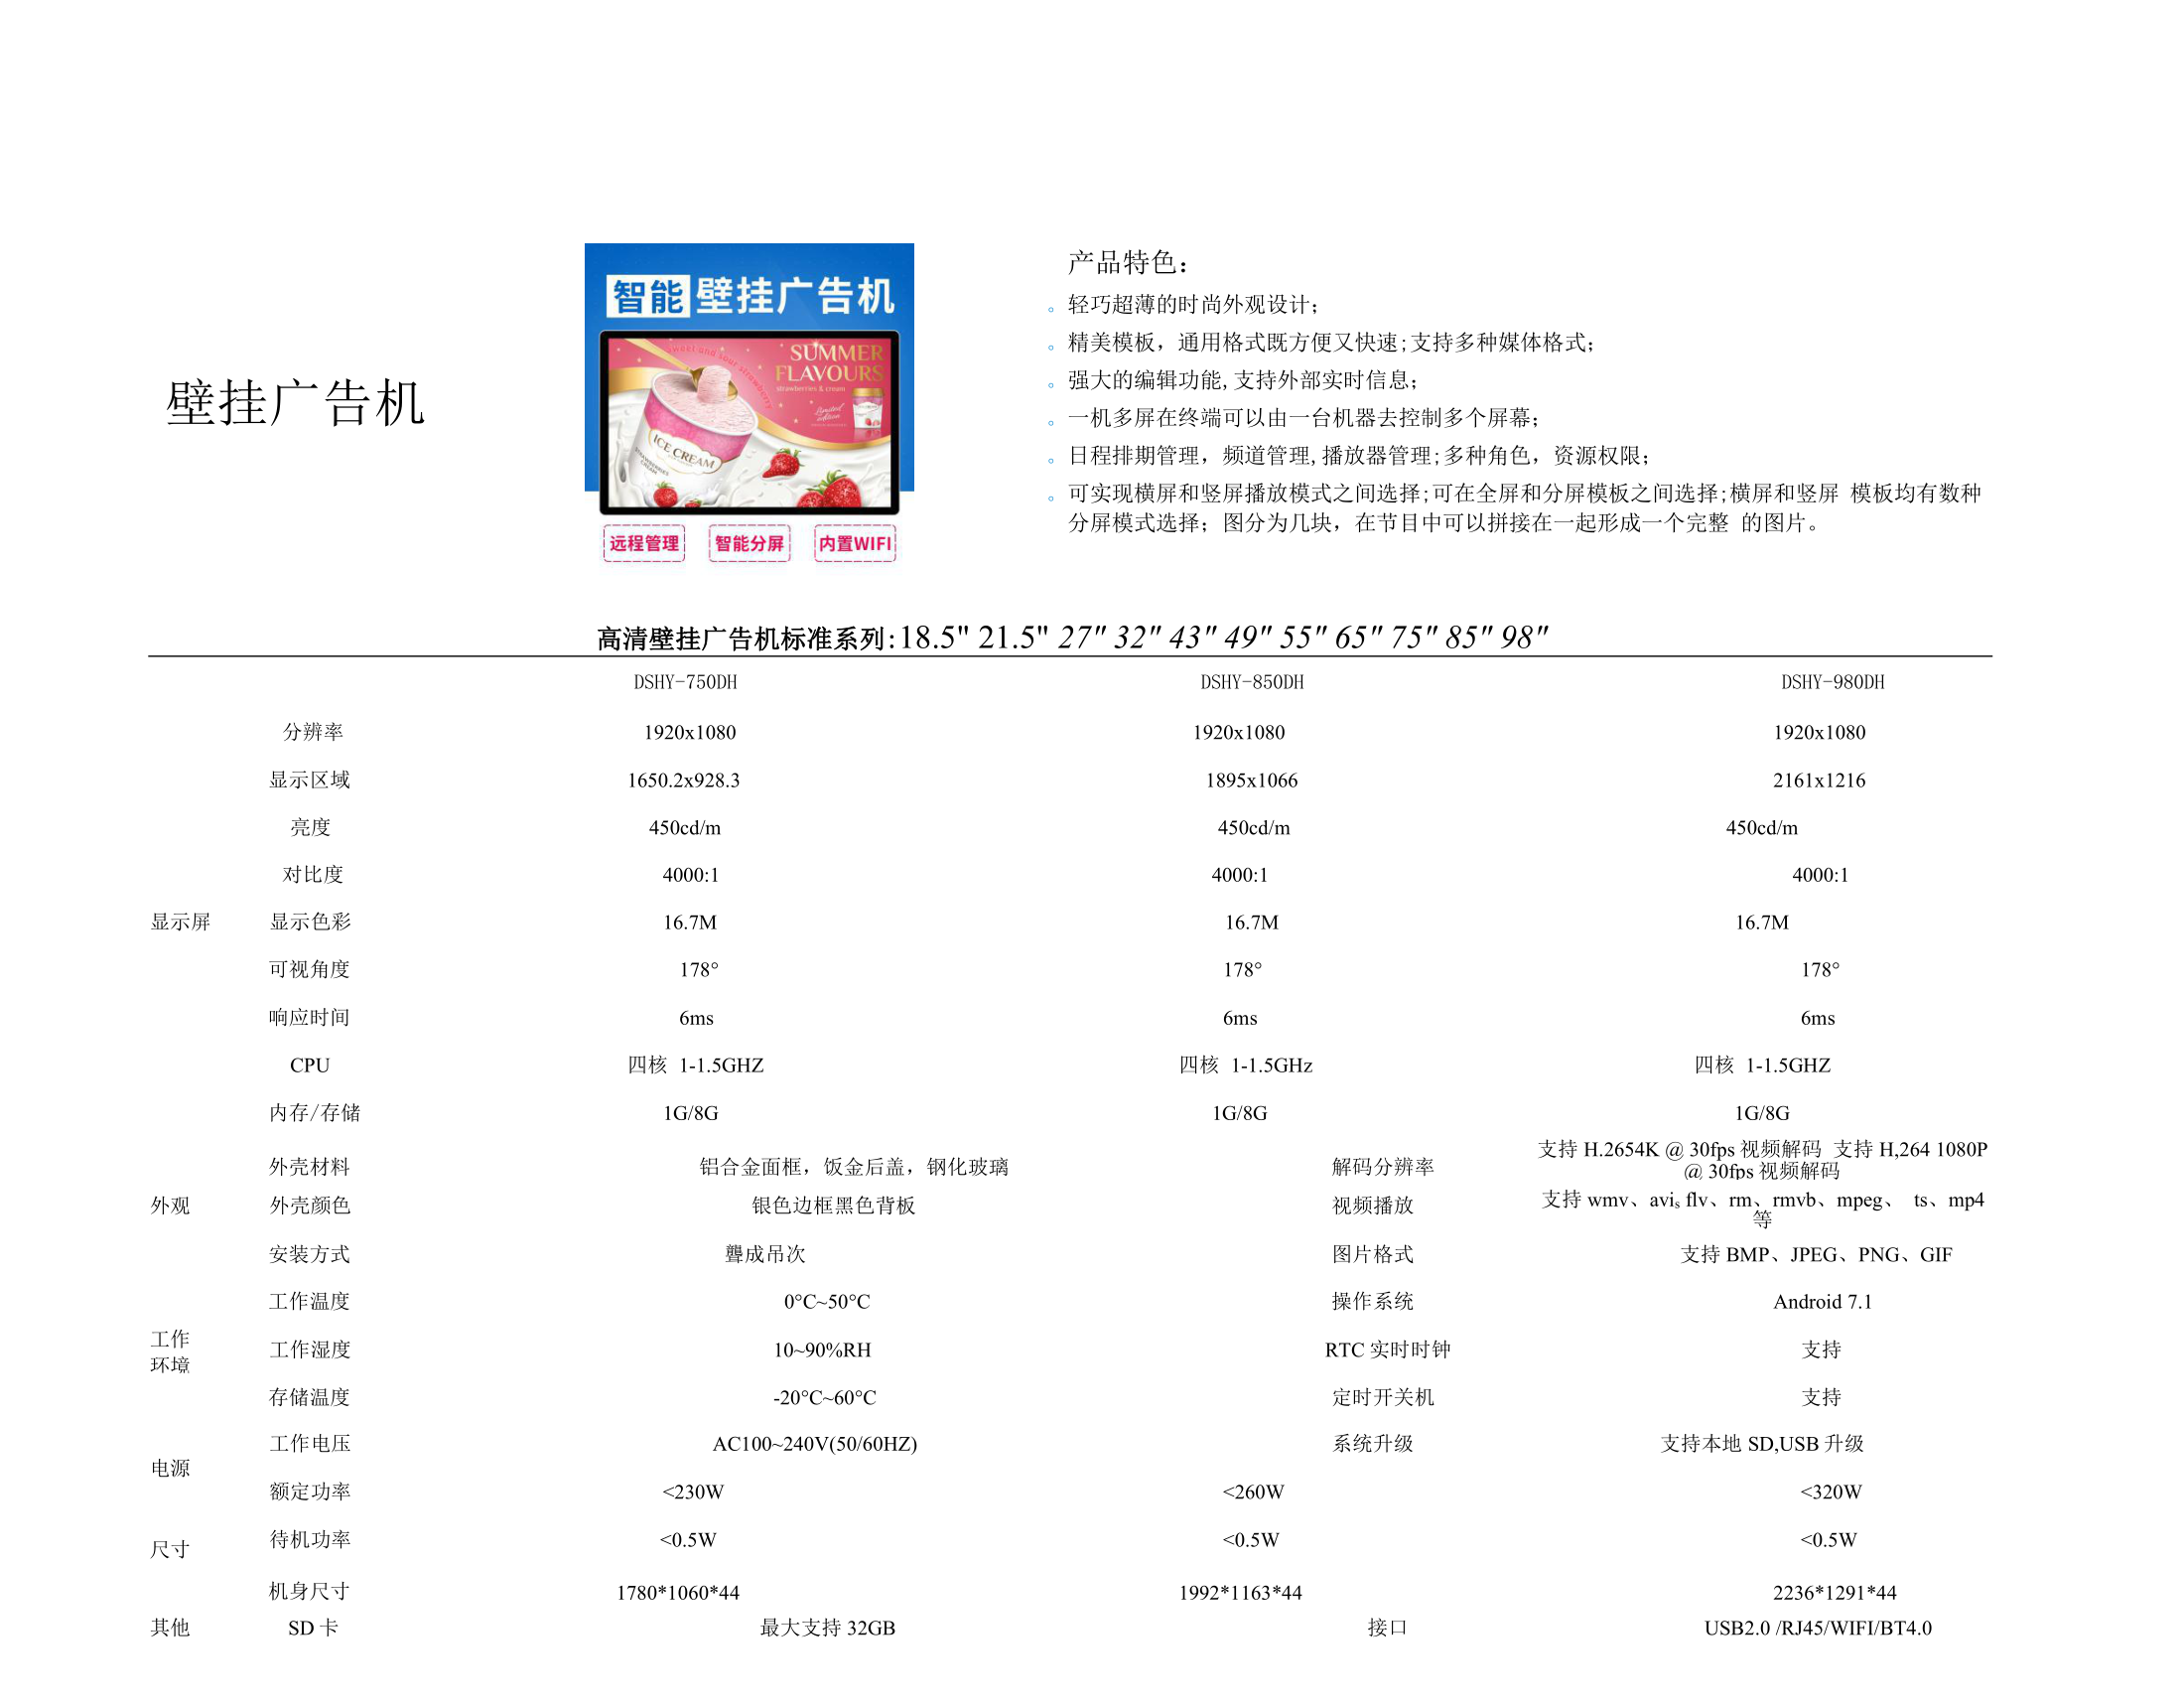 壁挂广告机
智能壁挂广告机
sweet and sour strawberry
SUMMER
FLAVOURS
strawberries & cream
Limited
edition
ICE CREAM
STRAWBERRIES
CREAM
远程管理 智能分屏 内置WIFI
产品特色：
轻巧超薄的时尚外观设计；
精美模板，通用格式既方便又快速;支持多种媒体格式；
强大的编辑功能,支持外部实时信息；
一机多屏在终端可以由一台机器去控制多个屏幕；
日程排期管理，频道管理,播放器管理;多种角色，资源权限；
可实现横屏和竖屏播放模式之间选择;可在全屏和分屏模板之间选择;横屏和竖屏 模板均有数种
分屏模式选择；图分为几块，在节目中可以拼接在一起形成一个完整 的图片。
高清壁挂广告机标准系列:18.5" 21.5" 27" 32" 43" 49" 55" 65" 75" 85" 98"
DSHY-750DH DSHY-850DH DSHY-980DH
分辨率 1920x1080 1920x1080 1920x1080
显示区域 1650.2x928.3 1895x1066 2161x1216
亮度 450cd/m 450cd/m 450cd/m
对比度 4000:1 4000:1 4000:1
显示屏 显示色彩 16.7M 16.7M 16.7M
可视角度 178° 178° 178°
响应时间 6ms 6ms 6ms
CPU 四核 1-1.5GHZ 四核 1-1.5GHz 四核 1-1.5GHZ
内存/存储 1G/8G 1G/8G 1G/8G
外壳材料 铝合金面框，饭金后盖，钢化玻璃 解码分辨率 支持 H.2654K @ 30fps 视频解码 支持 H,264 1080P
@ 30fps 视频解码
外观 外壳颜色 银色边框黑色背板 视频播放 支持 wmv、avis flv、rm、rmvb、mpeg、 ts、mp4
等
安装方式 聾成吊次 图片格式 支持 BMP、JPEG、PNG、GIF
工作温度 0°C~50°C 操作系统 Android 7.1
工作
环境 工作湿度 10~90%RH RTC 实时时钟 支持
存储温度 -20°C~60°C 定时开关机 支持
工作电压 AC100~240V(50/60HZ) 系统升级 支持本地 SD,USB 升级
电源
额定功率 <230W <260W <320W
待机功率 <0.5W <0.5W <0.5W
尺寸
机身尺寸 1780*1060*44 1992*1163*44 2236*1291*44
其他 SD 卡 最大支持 32GB 接口 USB2.0 /RJ45/WIFI/BT4.0